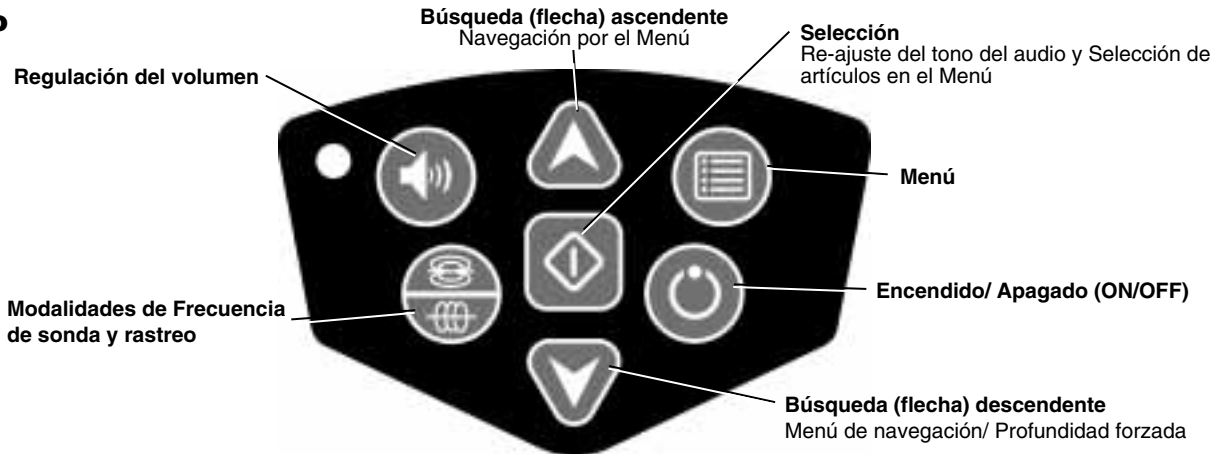 Búsqueda (flecha) ascendente
Navegación por el Menú
Selección
Re-ajuste del tono del audio y Selección de
artículos en el Menú
Regulación del volumen
Menú
Modalidades de Frecuencia
de sonda y rastreo
Encendido/ Apagado (ON/OFF)
Búsqueda (flecha) descendente
Menú de navegación/ Profundidad forzada